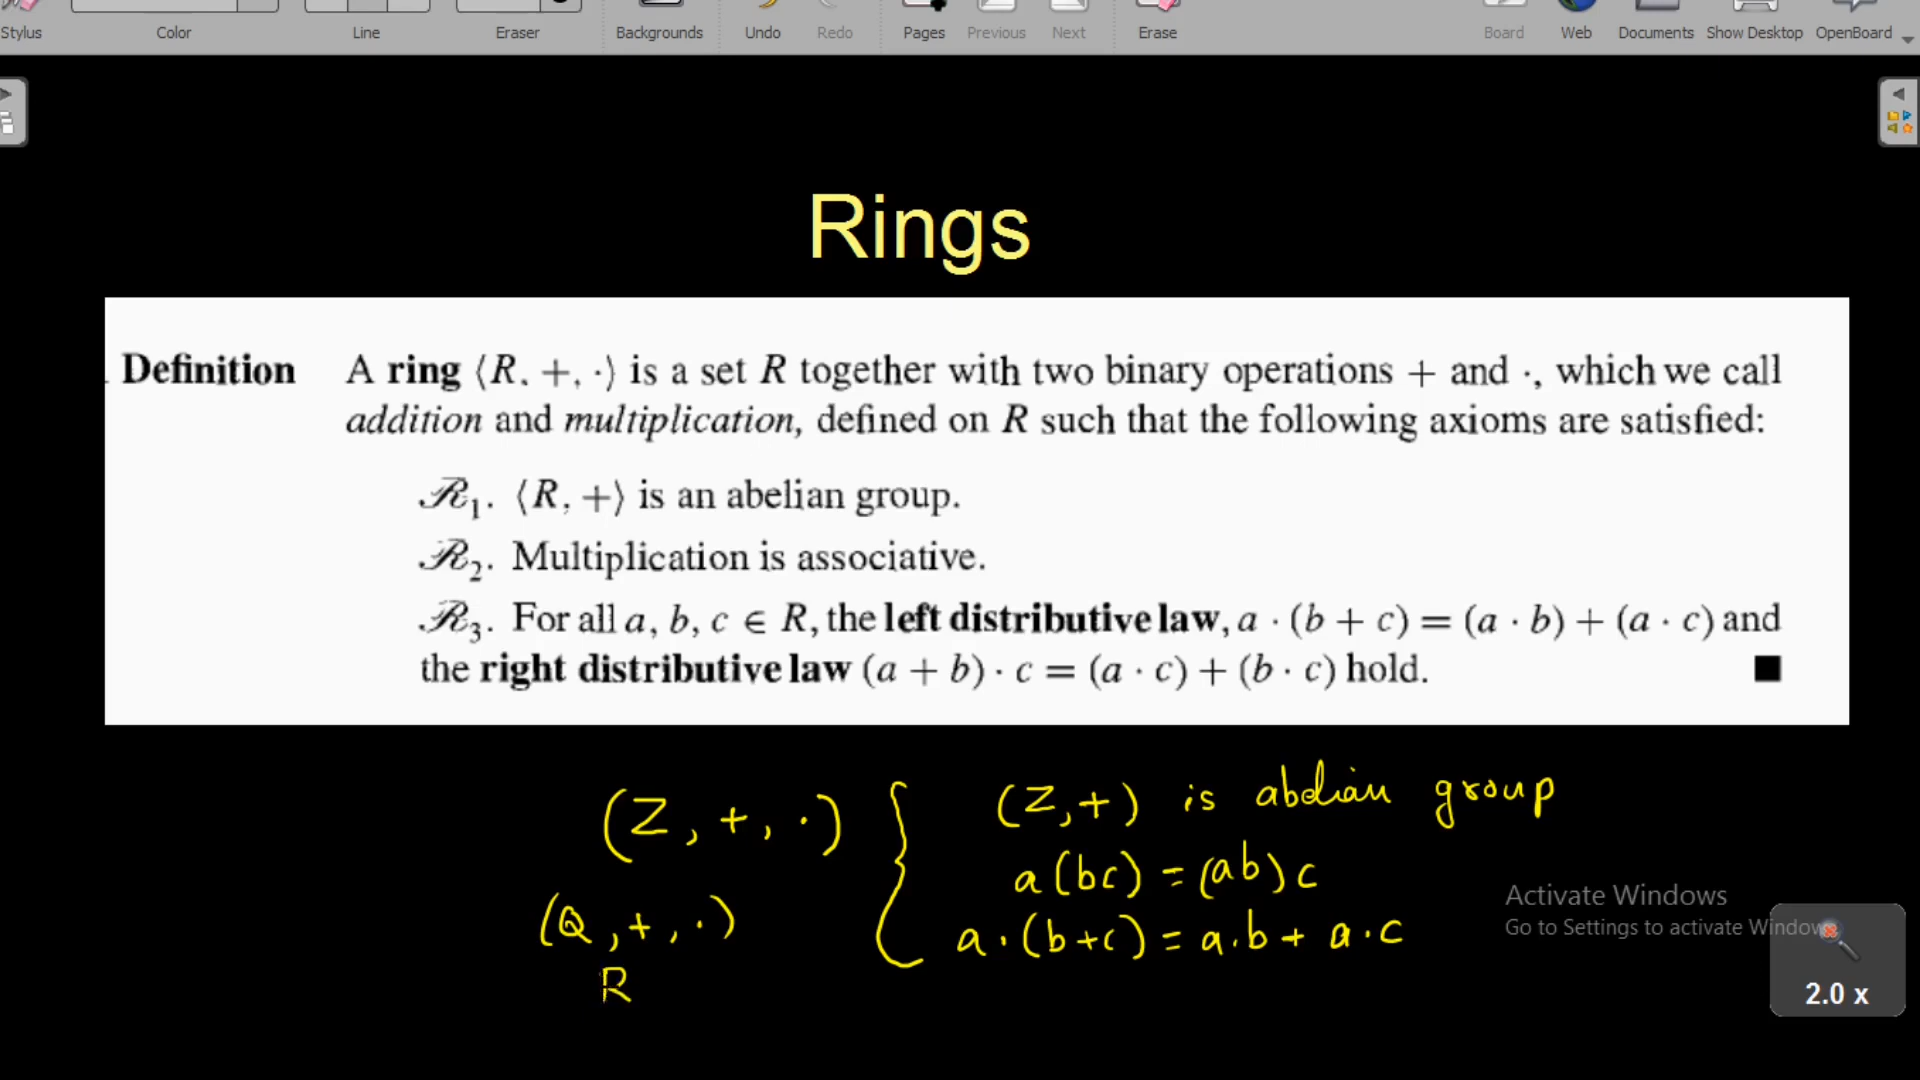 Stylus Color Line Eraser Backgrounds Undo Redo Pages Previous Next Erase Board Web Documents Show Desktop OpenBoard
Rings
Definition A ring ⟨R, +, ·⟩ is a set R together with two binary operations + and ·, which we call
addition and multiplication, defined on R such that the following axioms are satisfied:
ℛ₁. ⟨R, +⟩ is an abelian group.
ℛ₂. Multiplication is associative.
ℛ₃. For all a, b, c ∈ R, the left distributive law, a · (b + c) = (a · b) + (a · c) and
the right distributive law (a + b) · c = (a · c) + (b · c) hold. ■
(Z, +, ·) { (Z, +) is abelian group
a(bc) = (ab)c
(Q, +, ·) a·(b+c) = a·b + a·c
R
Activate Windows
Go to Settings to activate Windows
2.0 x